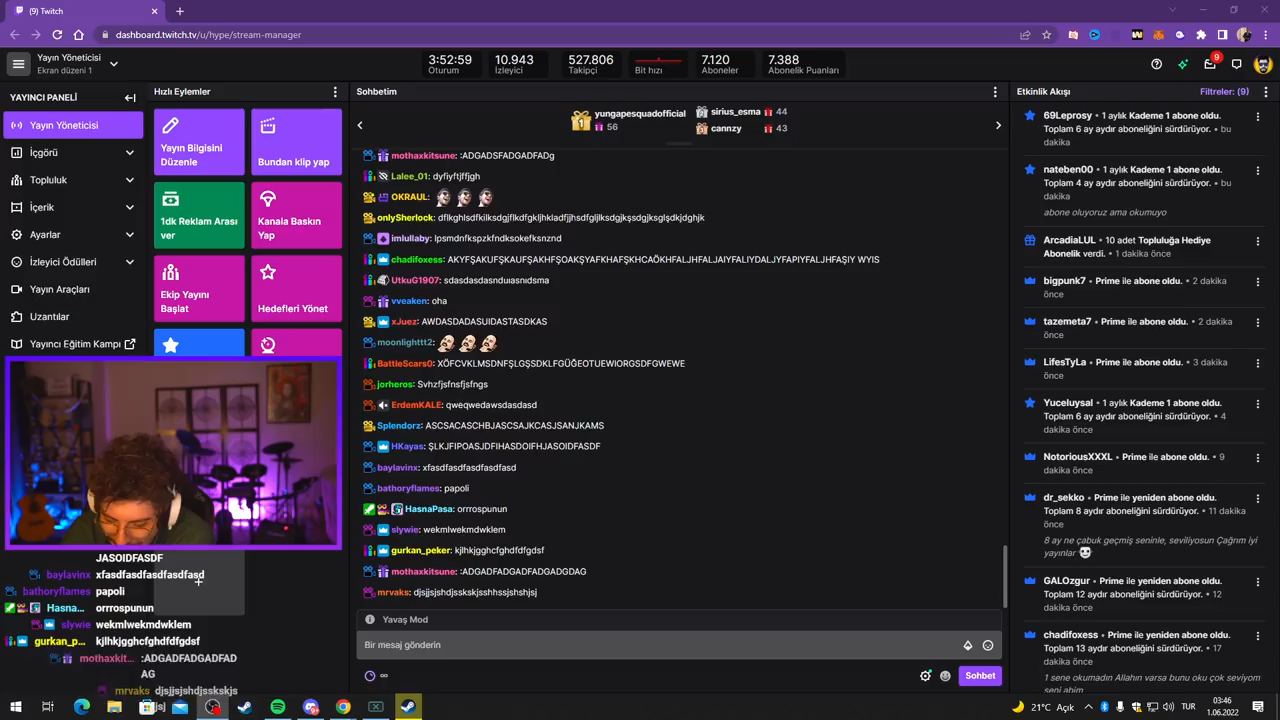 (9) Twitch
dashboard.twitch.tv/u/hype/stream-manager
Yayın Yöneticisi
Ekran düzeni 1
3:52:59
Oturum
10.943
İzleyici
527.806
Takipçi
Bit hızı
7.120
Aboneler
7.388
Abonelik Puanları
9
YAYINCI PANELİ
Yayın Yöneticisi
İçgörü
Topluluk
İçerik
Ayarlar
İzleyici Ödülleri
Yayın Araçları
Uzantılar
Yayıncı Eğitim Kampı
Hızlı Eylemler
Yayın Bilgisini
Düzenle
Bundan klip yap
1dk Reklam Arası
ver
Kanala Baskın
Yap
Ekip Yayını
Başlat
Hedefleri Yönet
JASOIDFASDF
baylavinx xfasdfasdfasdfasfasd
bathoryflames papoli
Hasna... orrrospunun
slywie wekmlwekmdwklem
gurkan_p... kjlhkjgghcfghdfdfgdsf
mothaxkit... :ADGADFADGADFAD
AG
mrvaks djsjjsjshdjssksksjs
Sohbetim
1
yungapesquadofficial
56
sirius_esma 44
cannzy 43
mothaxkitsune: :ADGADSFADGADFADg
Lalee_01: dyfiyftjffjgh
OKRAUL:
onlySherlock: dflkghlsdfkilksdgjflkdfgkljhkladfjjhsdfgljlksdgjkşsdgjksglşdkjdghjk
imlullaby: lpsmdnfkspzkfndksokefksnznd
chadifoxess: AKYFŞAKUFŞKAUFŞAKHFŞOAKŞYAFKHAFŞKHCAÖKHFALJHFALJAIYFALIYDALJYFAPIYFALJHFAŞIY WYIS
UtkuG1907: sdasdasdasnduıasnıdsma
vveaken: oha
xJuez: AWDASDADASUIDASTASDKAS
moonlighttt2:
BattleScars0: XÖFCVKLMSDNFŞLGŞSDKLFGÜĞEOTUEWIORGSDFGWEWE
jorheros: Svhzfjsfnsfjsfngs
ErdemKALE: qweqwedawsdasdasd
Splendorz: ASCSACASCHBJASCSAJKCASJSANJKAMS
HKayas: ŞLKJFIPOASJDFIHASDOIFHJASOIDFASDF
baylavinx: xfasdfasdfasdfasfasd
bathoryflames: papoli
HasnaPasa: orrrospunun
slywie: wekmlwekmdwklem
gurkan_peker: kjlhkjgghcfghdfdfgdsf
mothaxkitsune: :ADGADFADGADFADGADGDAG
mrvaks: djsjjsjshdjssksksjsshhssjshshjsj
Yavaş Mod
Bir mesaj gönderin
∞
Sohbet
Etkinlik Akışı
Filtreler: (9)
69Leprosy • 1 aylık Kademe 1 abone oldu.
Toplam 6 ay aydır aboneliğini sürdürüyor. • bu
dakika
nateben00 • 1 aylık Kademe 1 abone oldu.
Toplam 4 ay aydır aboneliğini sürdürüyor. • bu
dakika
abone oluyoruz ama okumuyo
ArcadiaLUL • 10 adet Topluluğa Hediye
Abonelik verdi. • 1 dakika önce
bigpunk7 • Prime ile abone oldu. • 2 dakika
önce
tazemeta7 • Prime ile abone oldu. • 2 dakika
önce
LifesTyLa • Prime ile abone oldu. • 3 dakika
önce
Yuceluysal • 1 aylık Kademe 1 abone oldu.
Toplam 6 ay aydır aboneliğini sürdürüyor. • 4
dakika önce
NotoriousXXXL • Prime ile abone oldu. • 9
dakika önce
dr_sekko • Prime ile yeniden abone oldu.
Toplam 8 aydır aboneliğini sürdürüyor. • 11 dakika
önce
8 ay ne çabuk geçmiş seninle, seviliyosun Çağrım iyi
yayınlar
GALOzgur • Prime ile yeniden abone oldu.
Toplam 12 aydır aboneliğini sürdürüyor. • 12
dakika önce
chadifoxess • Prime ile yeniden abone oldu.
Toplam 13 aydır aboneliğini sürdürüyor. • 17
dakika önce
1 sene okumadın Allahın varsa bunu oku çok seviyom
seni abim
21°C Açık
TUR
03:46
1.06.2022